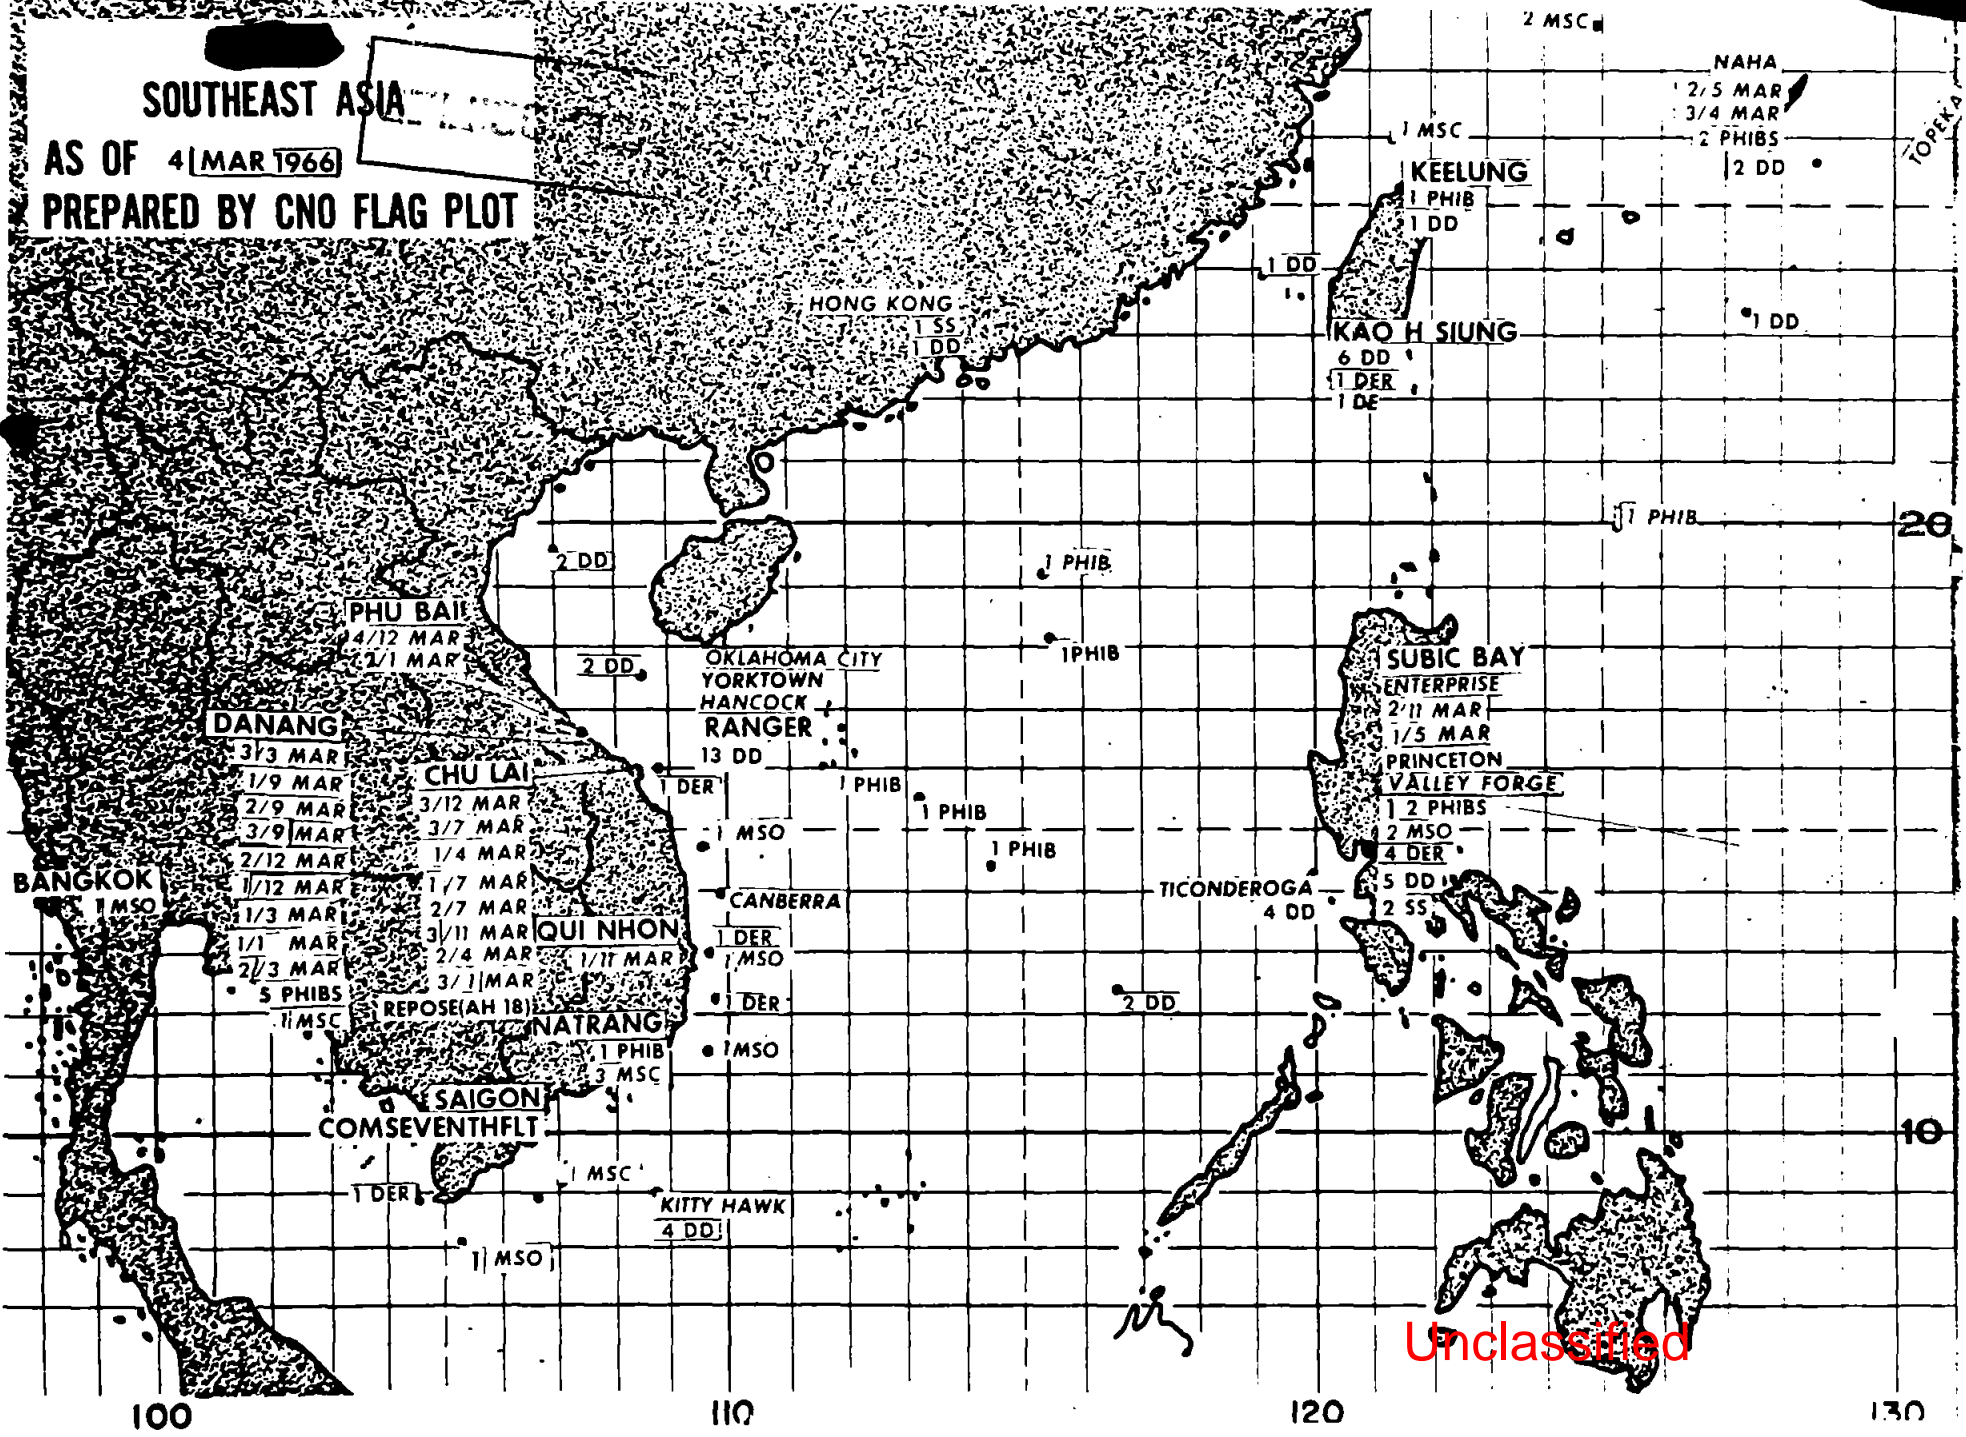 SOUTHEAST ASIA
AS OF 4 MAR 1966
PREPARED BY CNO FLAG PLOT
2 MSC
NAHA
2/5 MAR
3/4 MAR
2 PHIBS
2 DD
TOPEKA
1 MSC
KEELUNG
1 PHIB
1 DD
1 DD
HONG KONG
1 SS
1 DD
KAO H SIUNG
6 DD
1 DER
1 DE
1 DD
1 PHIB
20
2 DD
1 PHIB
PHU BAI
4/12 MAR
2/1 MAR
2 DD
1PHIB
OKLAHOMA CITY
YORKTOWN
HANCOCK
RANGER
13 DD
SUBIC BAY
ENTERPRISE
2/11 MAR
1/5 MAR
PRINCETON
VALLEY FORGE
1 2 PHIBS
2 MSO
4 DER
5 DD
2 SS
DANANG
3/3 MAR
1/9 MAR
2/9 MAR
3/9 MAR
2/12 MAR
1/12 MAR
1/3 MAR
1/1 MAR
2/3 MAR
5 PHIBS
1 MSC
CHU LAI
3/12 MAR
3/7 MAR
1/4 MAR
1/7 MAR
2/7 MAR
3/11 MAR
2/4 MAR
3/1 MAR
REPOSE(AH 18)
1 DER
1 PHIB
1 PHIB
1 MSO
1 PHIB
BANGKOK
1 MSO
CANBERRA
TICONDEROGA
4 DD
QUI NHON
1/11 MAR
1 DER
1 MSO
1 DER
2 DD
NATRANG
1 PHIB
3 MSC
1MSO
SAIGON
COMSEVENTHFLT
10
1 MSC
1 DER
KITTY HAWK
4 DD
1 MSO
Unclassified
100
110
120
130